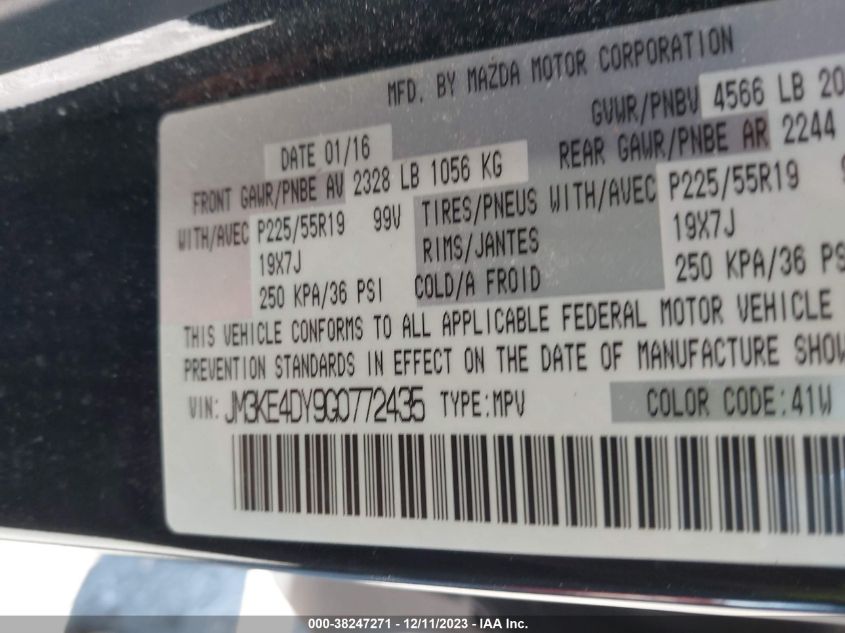 MFD. BY MAZDA MOTOR CORPORATION
DATE 01/16 GVWR/PNBV 4566 LB 20
FRONT GAWR/PNBE AV 2328 LB 1056 KG REAR GAWR/PNBE AR 2244
WITH/AVEC P225/55R19 99V TIRES/PNEUS WITH/AVEC P225/55R19
19X7J RIMS/JANTES 19X7J
250 KPA/36 PSI COLD/A FROID 250 KPA/36 PS
THIS VEHICLE CONFORMS TO ALL APPLICABLE FEDERAL MOTOR VEHICLE
PREVENTION STANDARDS IN EFFECT ON THE DATE OF MANUFACTURE SHOW
VIN: JM3KE4DY9G0772435 TYPE:MPV COLOR CODE:41W
000-38247271 - 12/11/2023 - IAA Inc.